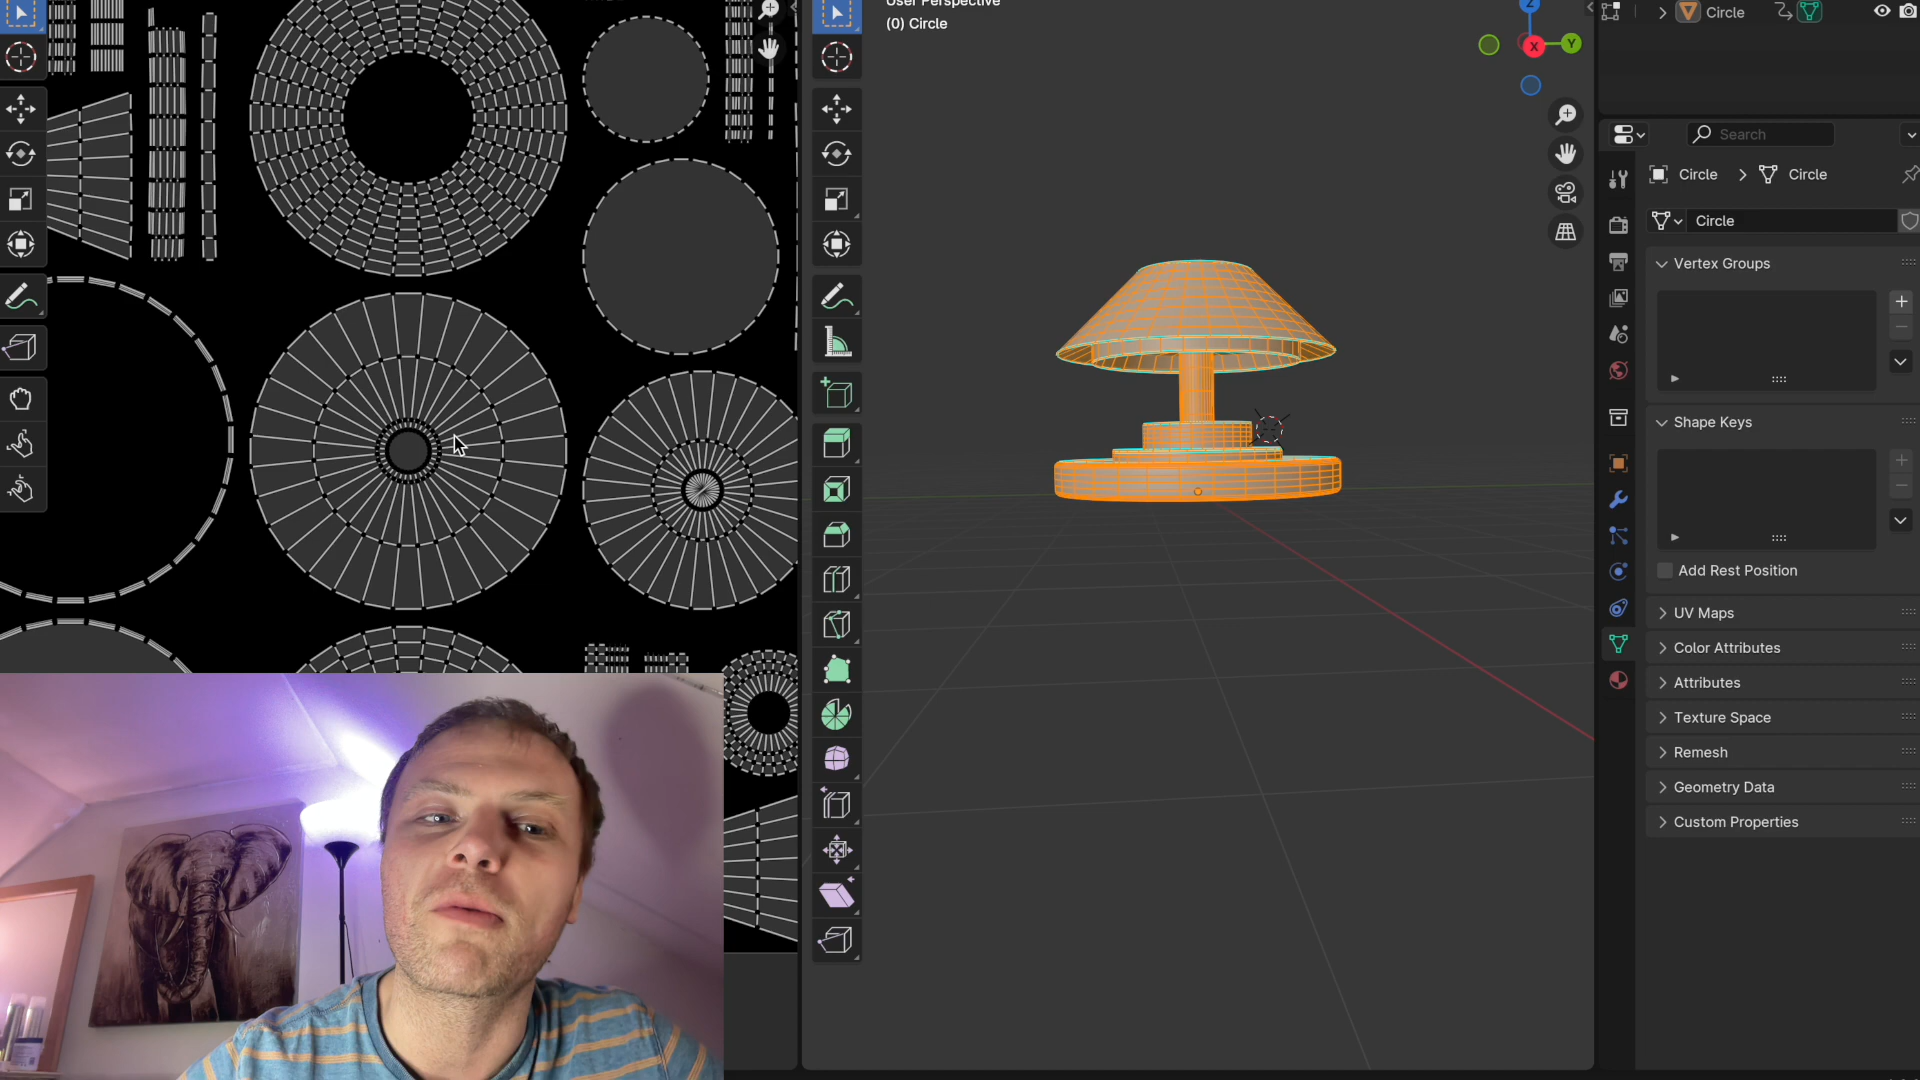 User Perspective
(0) Circle
Z
X
Y
Circle
Search
Circle
Circle
Circle
Vertex Groups
Shape Keys
Add Rest Position
UV Maps
Color Attributes
Attributes
Texture Space
Remesh
Geometry Data
Custom Properties